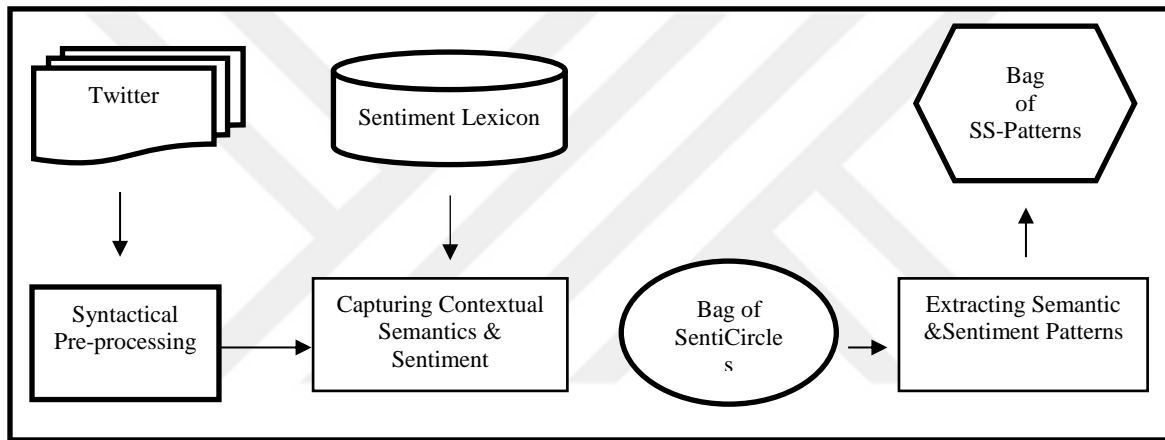 Twitter
Sentiment Lexicon
Bag
of
SS-Patterns
Syntactical
Pre-processing
Capturing Contextual
Semantics &
Sentiment
Bag of
SentiCircle
s
Extracting Semantic
&Sentiment Patterns